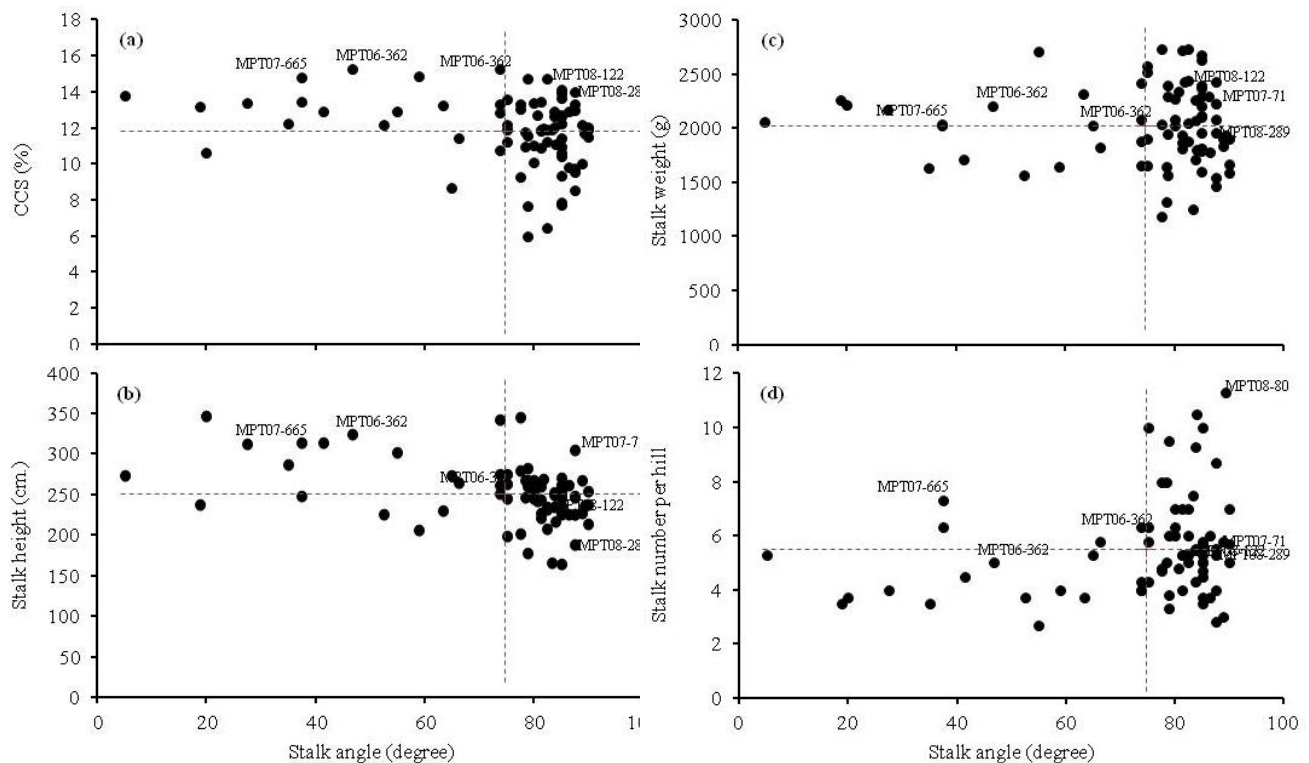 (a)
18
16
14
12
10
8
6
4
2
0
CCS (%)
MPT07-665
MPT06-362
MPT06-362
MPT08-122
MPT08-28
(c)
3000
2500
2000
1500
1000
500
0
Stalk weight (g)
MPT07-665
MPT06-362
MPT06-362
MPT08-122
MPT07-71
MPT08-289
(b)
400
350
300
250
200
150
100
50
0
Stalk height (cm.)
MPT07-665
MPT06-362
MPT07-7
MPT08-28
0 20 40 60 80
Stalk angle (degree)
(d)
12
10
8
6
4
2
0
Stalk number per hill
MPT08-80
MPT07-665
MPT06-362
MPT06-362
MPT07-71
0 20 40 60 80 100
Stalk angle (degree)